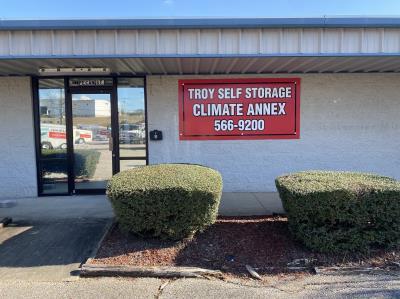 TROY SELF STORAGE
CLIMATE ANNEX
566-9200